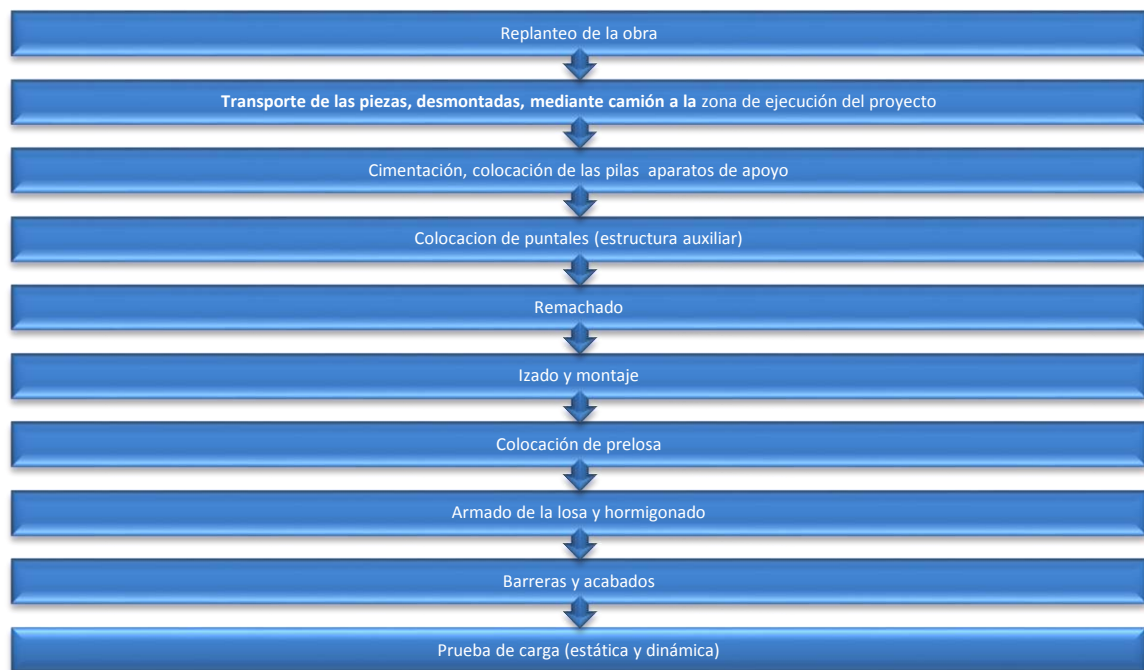 Replanteo de la obra
Transporte de las piezas, desmontadas, mediante camión a la zona de ejecución del proyecto
Cimentación, colocación de las pilas aparatos de apoyo
Colocacion de puntales (estructura auxiliar)
Remachado
Izado y montaje
Colocación de prelosa
Armado de la losa y hormigonado
Barreras y acabados
Prueba de carga (estática y dinámica)